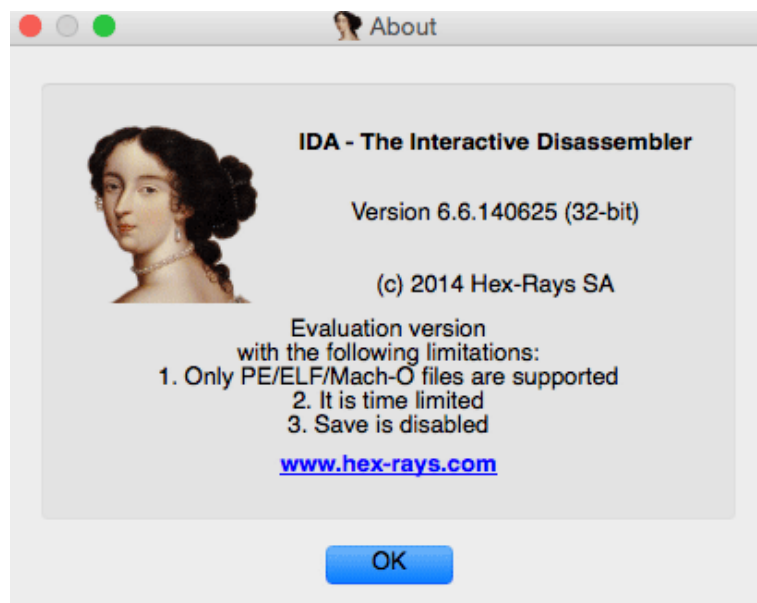 About
IDA - The Interactive Disassembler
Version 6.6.140625 (32-bit)
(c) 2014 Hex-Rays SA
Evaluation version
with the following limitations:
1. Only PE/ELF/Mach-O files are supported
2. It is time limited
3. Save is disabled
www.hex-rays.com
OK